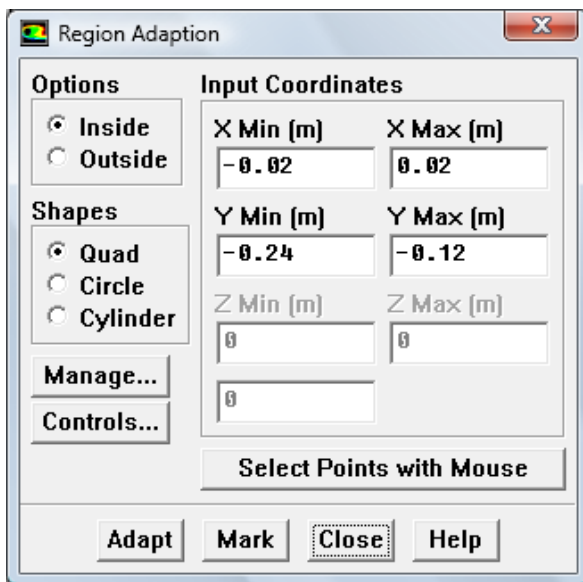 Region Adaption
Options
Inside
Outside
Shapes
Quad
Circle
Cylinder
Manage...
Controls...
Input Coordinates
X Min (m) X Max (m)
-0.02 0.02
Y Min (m) Y Max (m)
-0.24 -0.12
Z Min (m) Z Max (m)
0 0
0
Select Points with Mouse
Adapt Mark Close Help